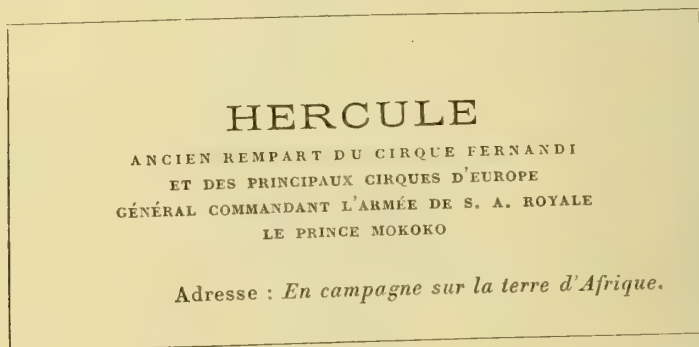 HERCULE
ANCIEN REMPART DU CIRQUE FERNANDI
ET DES PRINCIPAUX CIRQUES D'EUROPE
GÉNÉRAL COMMANDANT L'ARMÉE DE S. A. ROYALE
LE PRINCE MOKOKO
Adresse : En campagne sur la terre d'Afrique.